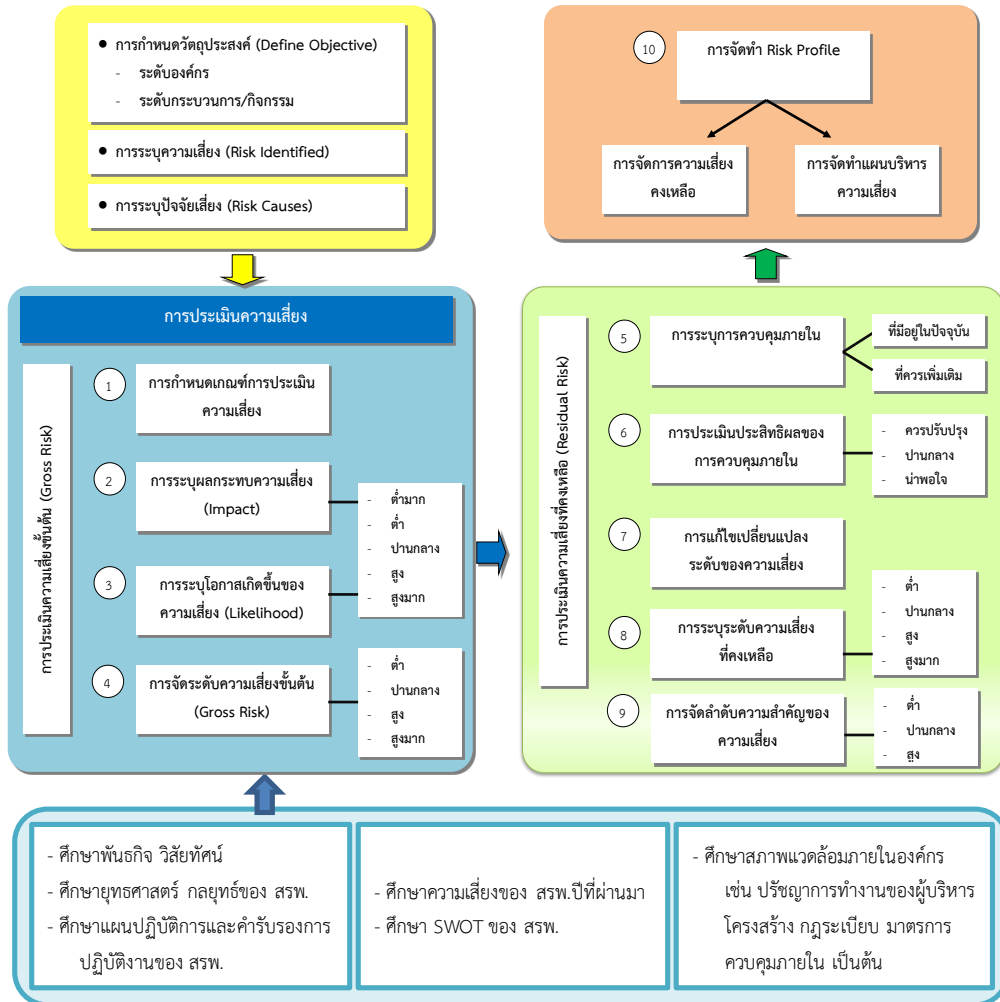 ● การกำหนดวัตถุประสงค์ (Define Objective)
- ระดับองค์กร
- ระดับกระบวนการ/กิจกรรม
● การระบุความเสี่ยง (Risk Identified)
● การระบุปัจจัยเสี่ยง (Risk Causes)
10
การจัดทำ Risk Profile
การจัดการความเสี่ยง
คงเหลือ
การจัดทำแผนบริหาร
ความเสี่ยง
การประเมินความเสี่ยง
การประเมินความเสี่ยงขั้นต้น (Gross Risk)
1
การกำหนดเกณฑ์การประเมิน
ความเสี่ยง
2
การระบุผลกระทบความเสี่ยง
(Impact)
3
การระบุโอกาสเกิดขึ้นของ
ความเสี่ยง (Likelihood)
- ต่ำมาก
- ต่ำ
- ปานกลาง
- สูง
- สูงมาก
4
การจัดระดับความเสี่ยงขั้นต้น
(Gross Risk)
- ต่ำ
- ปานกลาง
- สูง
- สูงมาก
การประเมินความเสี่ยงที่คงเหลือ (Residual Risk)
5
การระบุการควบคุมภายใน
ที่มีอยู่ในปัจจุบัน
ที่ควรเพิ่มเติม
6
การประเมินประสิทธิผลของ
การควบคุมภายใน
- ควรปรับปรุง
- ปานกลาง
- น่าพอใจ
7
การแก้ไขเปลี่ยนแปลง
ระดับของความเสี่ยง
8
การระบุระดับความเสี่ยง
ที่คงเหลือ
- ต่ำ
- ปานกลาง
- สูง
- สูงมาก
9
การจัดลำดับความสำคัญของ
ความเสี่ยง
- ต่ำ
- ปานกลาง
- สูง
- ศึกษาพันธกิจ วิสัยทัศน์
- ศึกษายุทธศาสตร์ กลยุทธ์ของ สรพ.
- ศึกษาแผนปฏิบัติการและคำรับรองการ
ปฏิบัติงานของ สรพ.
- ศึกษาความเสี่ยงของ สรพ.ปีที่ผ่านมา
- ศึกษา SWOT ของ สรพ.
- ศึกษาสภาพแวดล้อมภายในองค์กร
เช่น ปรัชญาการทำงานของผู้บริหาร
โครงสร้าง กฎระเบียบ มาตรการ
ควบคุมภายใน เป็นต้น